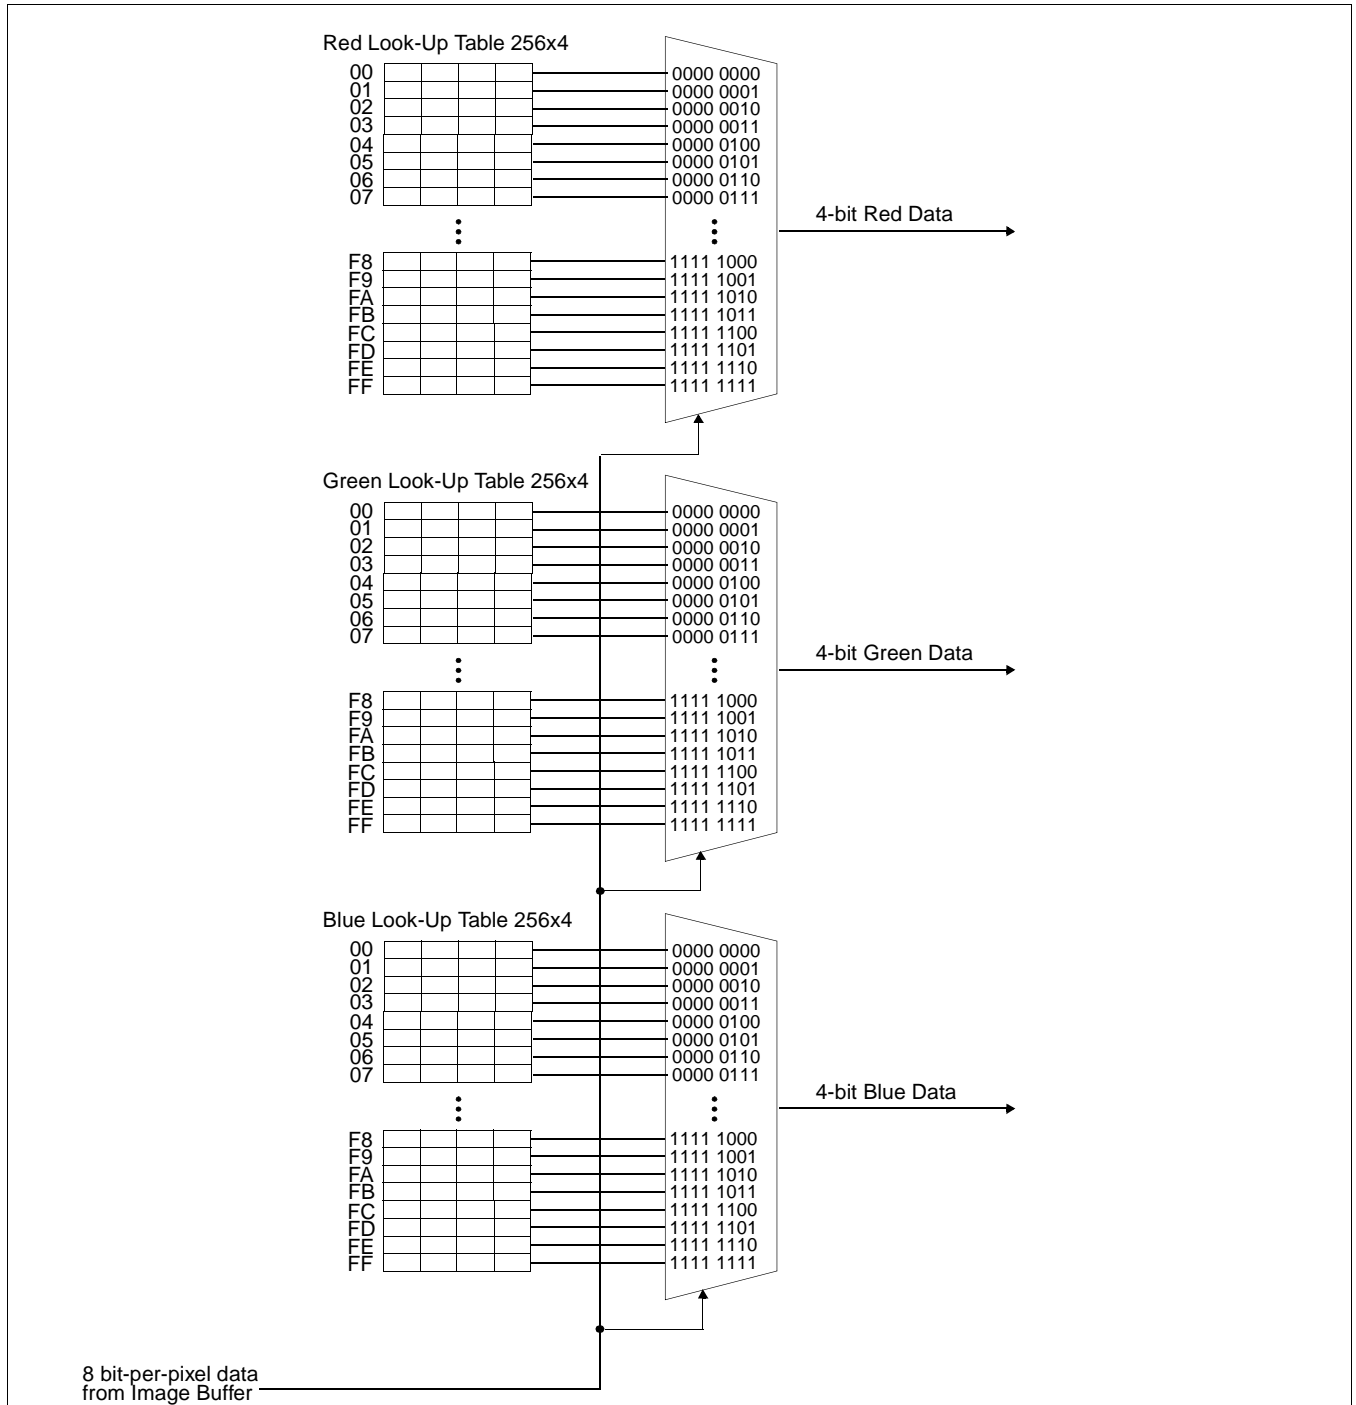 Red Look-Up Table 256x4
00 0000 0000
01 0000 0001
02 0000 0010
03 0000 0011
04 0000 0100
05 0000 0101
06 0000 0110
07 0000 0111
4-bit Red Data
F8 1111 1000
F9 1111 1001
FA 1111 1010
FB 1111 1011
FC 1111 1100
FD 1111 1101
FE 1111 1110
FF 1111 1111
Green Look-Up Table 256x4
00 0000 0000
01 0000 0001
02 0000 0010
03 0000 0011
04 0000 0100
05 0000 0101
06 0000 0110
07 0000 0111
4-bit Green Data
F8 1111 1000
F9 1111 1001
FA 1111 1010
FB 1111 1011
FC 1111 1100
FD 1111 1101
FE 1111 1110
FF 1111 1111
Blue Look-Up Table 256x4
00 0000 0000
01 0000 0001
02 0000 0010
03 0000 0011
04 0000 0100
05 0000 0101
06 0000 0110
07 0000 0111
4-bit Blue Data
F8 1111 1000
F9 1111 1001
FA 1111 1010
FB 1111 1011
FC 1111 1100
FD 1111 1101
FE 1111 1110
FF 1111 1111
8 bit-per-pixel data
from Image Buffer